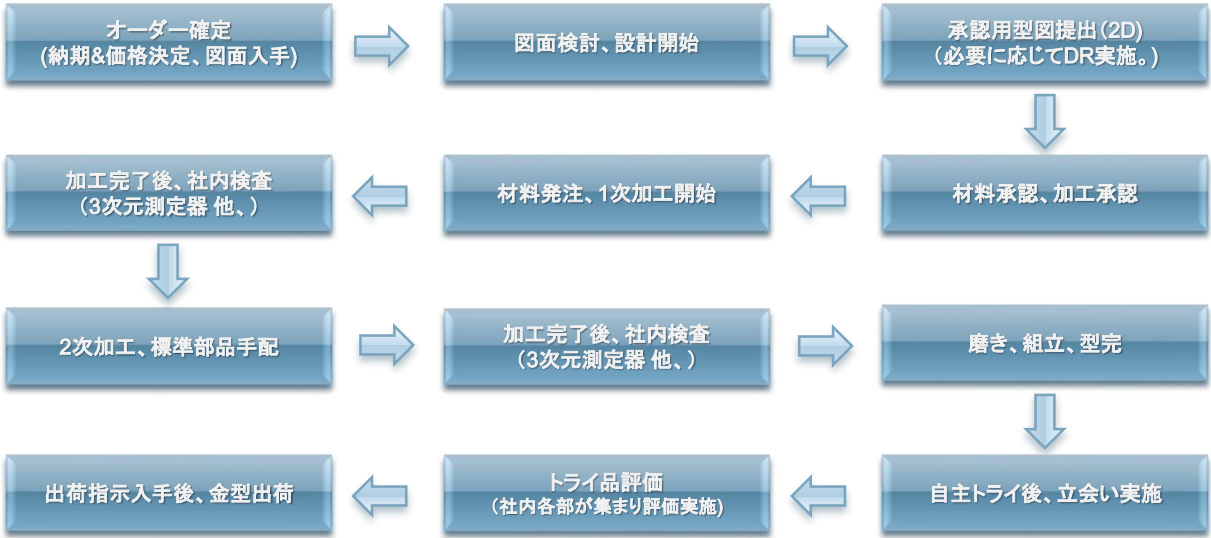 オーダー確定
(納期&価格決定、図面入手)
図面検討、設計開始
承認用型図提出(2D)
(必要に応じてDR実施。)
材料承認、加工承認
材料発注、1次加工開始
加工完了後、社内検査
(3次元測定器 他、)
2次加工、標準部品手配
加工完了後、社内検査
(3次元測定器 他、)
磨き、組立、型完
自主トライ後、立会い実施
トライ品評価
(社内各部が集まり評価実施)
出荷指示入手後、金型出荷